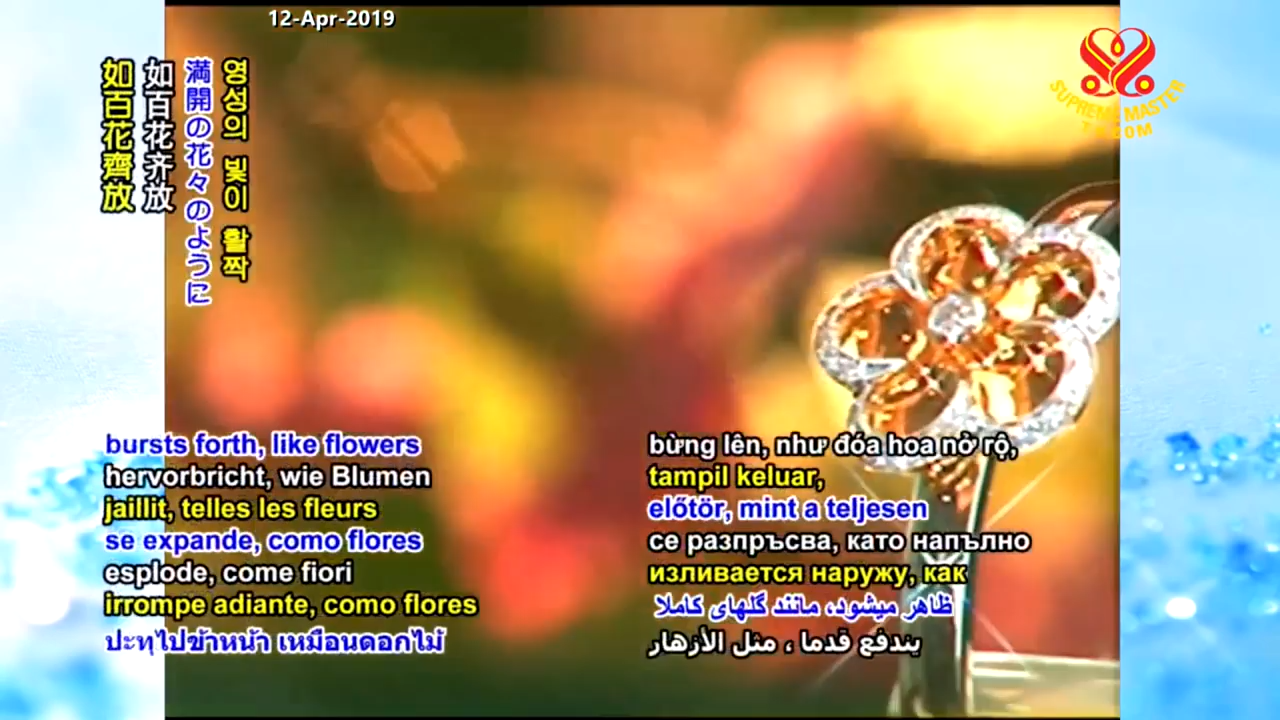 12-Apr-2019
SUPREME MASTER
TV.COM
영성의 빛이 활짝
満開の花々のように
如百花齐放
如百花齊放
bursts forth, like flowers
hervorbricht, wie Blumen
jaillit, telles les fleurs
se expande, como flores
esplode, come fiori
irrompe adiante, como flores
ปะทุไปข้าหน้า เหมือนดอกไม้
bừng lên, như đóa hoa nở rộ,
tampil keluar,
előtör, mint a teljesen
се разпръсва, като напълно
изливается наружу, как
ظاهر میشود، مانند گلهای کاملا
يندفع قدما ، مثل الأزهار